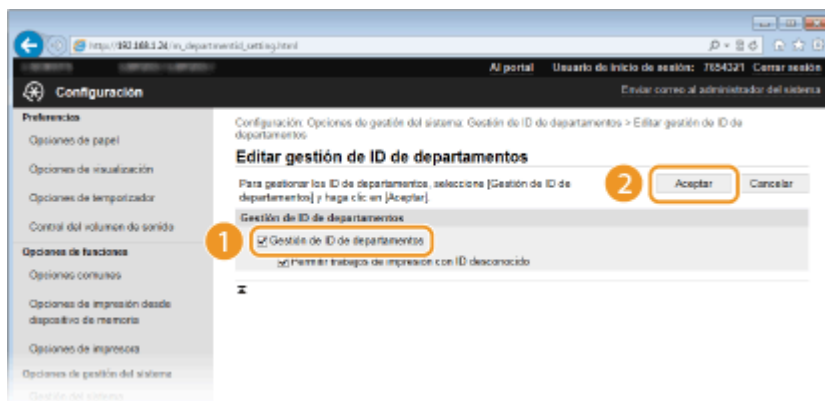 http://192.168.1.24/m_departmentid_setting.html
Al portal Usuario de inicio de sesión: 7654321 Cerrar sesión
Configuración
Enviar correo al administrador del sistema
Preferencias
Opciones de papel
Opciones de visualización
Opciones de temporizador
Control del volumen de sonido
Opciones de funciones
Opciones comunes
Opciones de impresión desde
dispositivo de memoria
Opciones de impresora
Opciones de gestión del sistema
Gestión del sistema
Configuración: Opciones de gestión del sistema: Gestión de ID de departamentos > Editar gestión de ID de
departamentos
Editar gestión de ID de departamentos
Para gestionar los ID de departamentos, seleccione [Gestión de ID de
departamentos] y haga clic en [Aceptar].
2
Aceptar
Cancelar
Gestión de ID de departamentos
1
Gestión de ID de departamentos
Permitir trabajos de impresión con ID desconocido